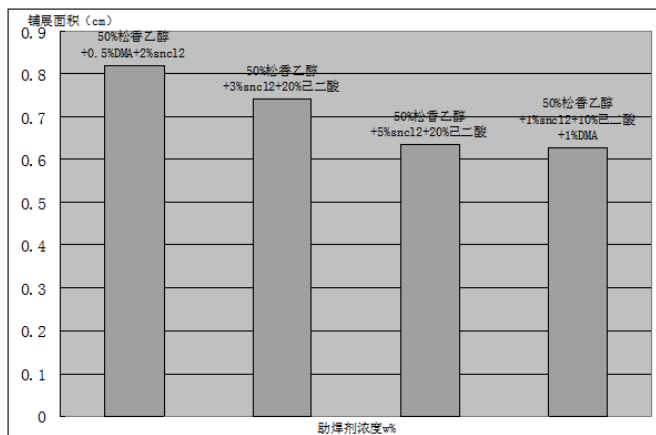 铺展面积（cm）
0.9
0.8
0.7
0.6
0.5
0.4
0.3
0.2
0.1
0
50%松香乙醇
+0.5%DMA+2%sncl2
50%松香乙醇
+3%sncl2+20%己二酸
50%松香乙醇
+5%sncl2+20%己二酸
50%松香乙醇
+1%sncl2+10%己二酸
+1%DMA
助焊剂浓度w%